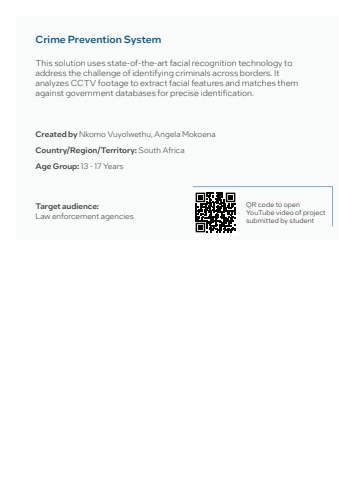 Crime Prevention System
This solution uses state-of-the-art facial recognition technology to
address the challenge of identifying criminals across borders. It
analyzes CCTV footage to extract facial features and matches them
against government databases for precise identification.
Created by Nkomo Vuyolwethu, Angela Mokoena
Country/Region/Territory: South Africa
Age Group: 13 - 17 Years
Target audience:
Law enforcement agencies
QR code to open
YouTube video of project
submitted by student